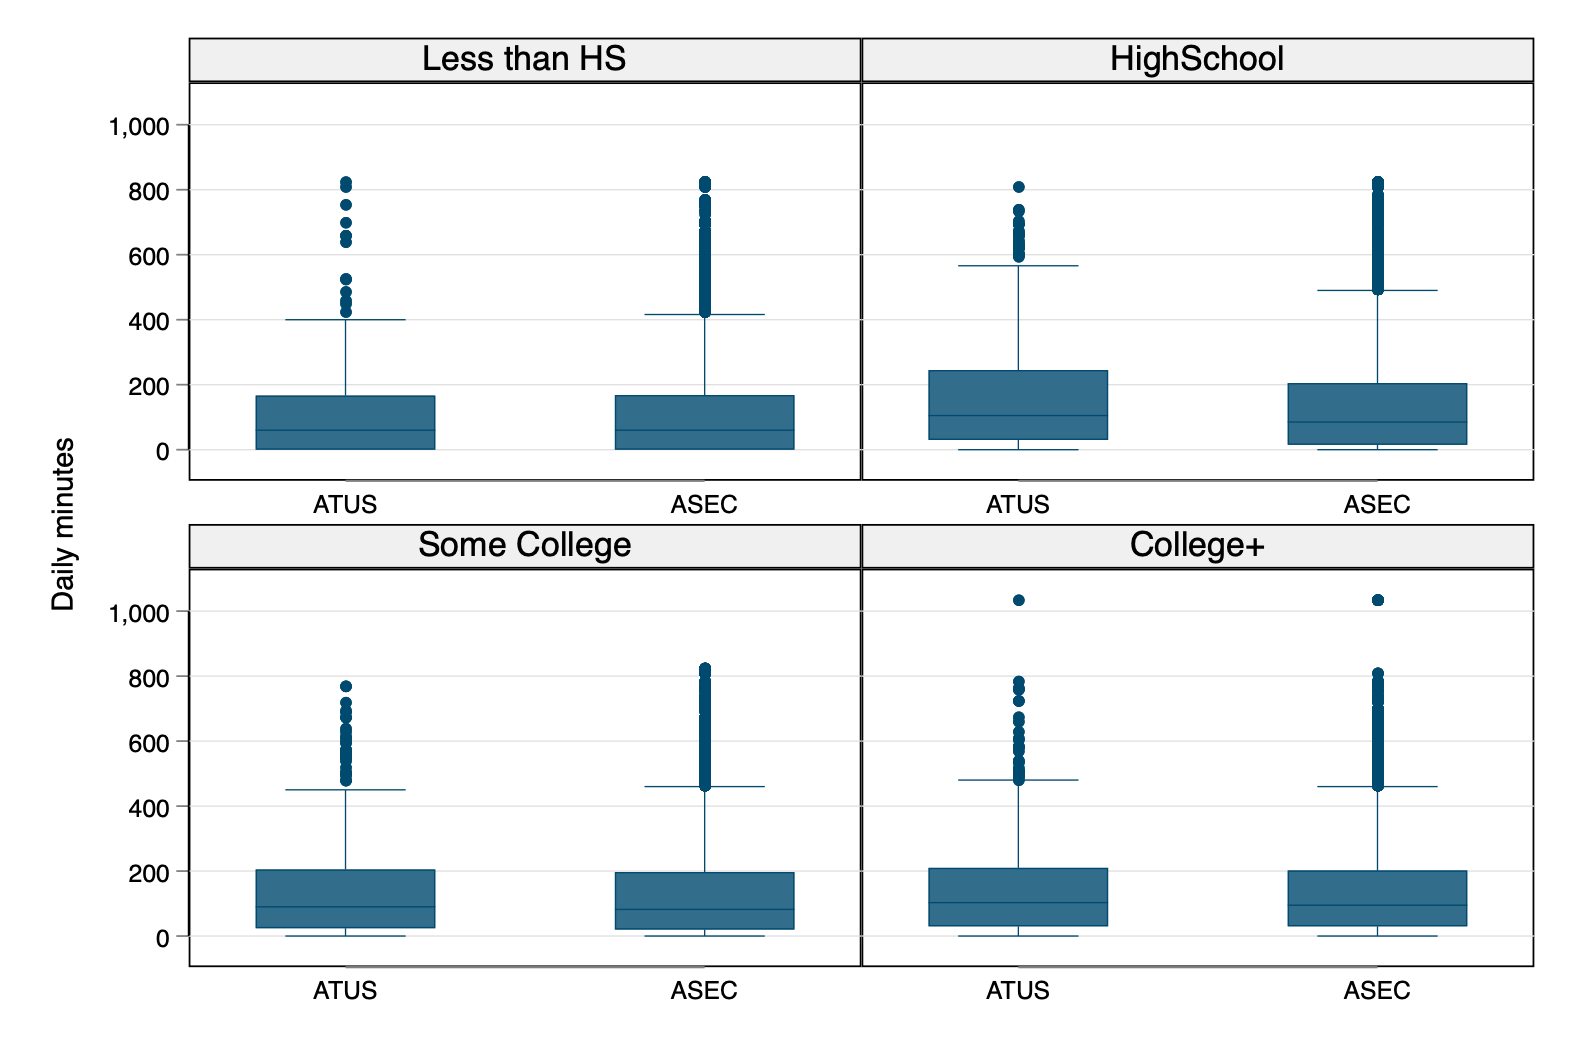 Less than HS
HighSchool
1,000
800
600
400
200
0
ATUS
ASEC
ATUS
ASEC
Daily minutes
Some College
College+
1,000
800
600
400
200
0
ATUS
ASEC
ATUS
ASEC